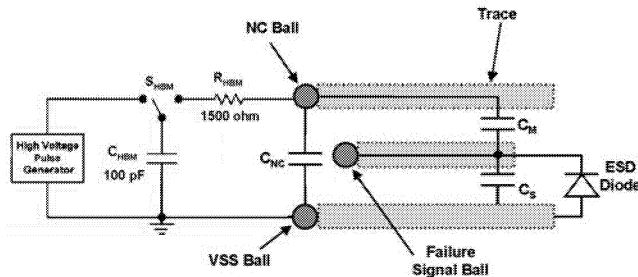 NC Ball
Trace
S_HBM
R_HBM
1500 ohm
High Voltage
Pulse
Generator
C_HBM
100 pF
C_NC
C_M
C_S
ESD
Diode
VSS Ball
Failure
Signal Ball